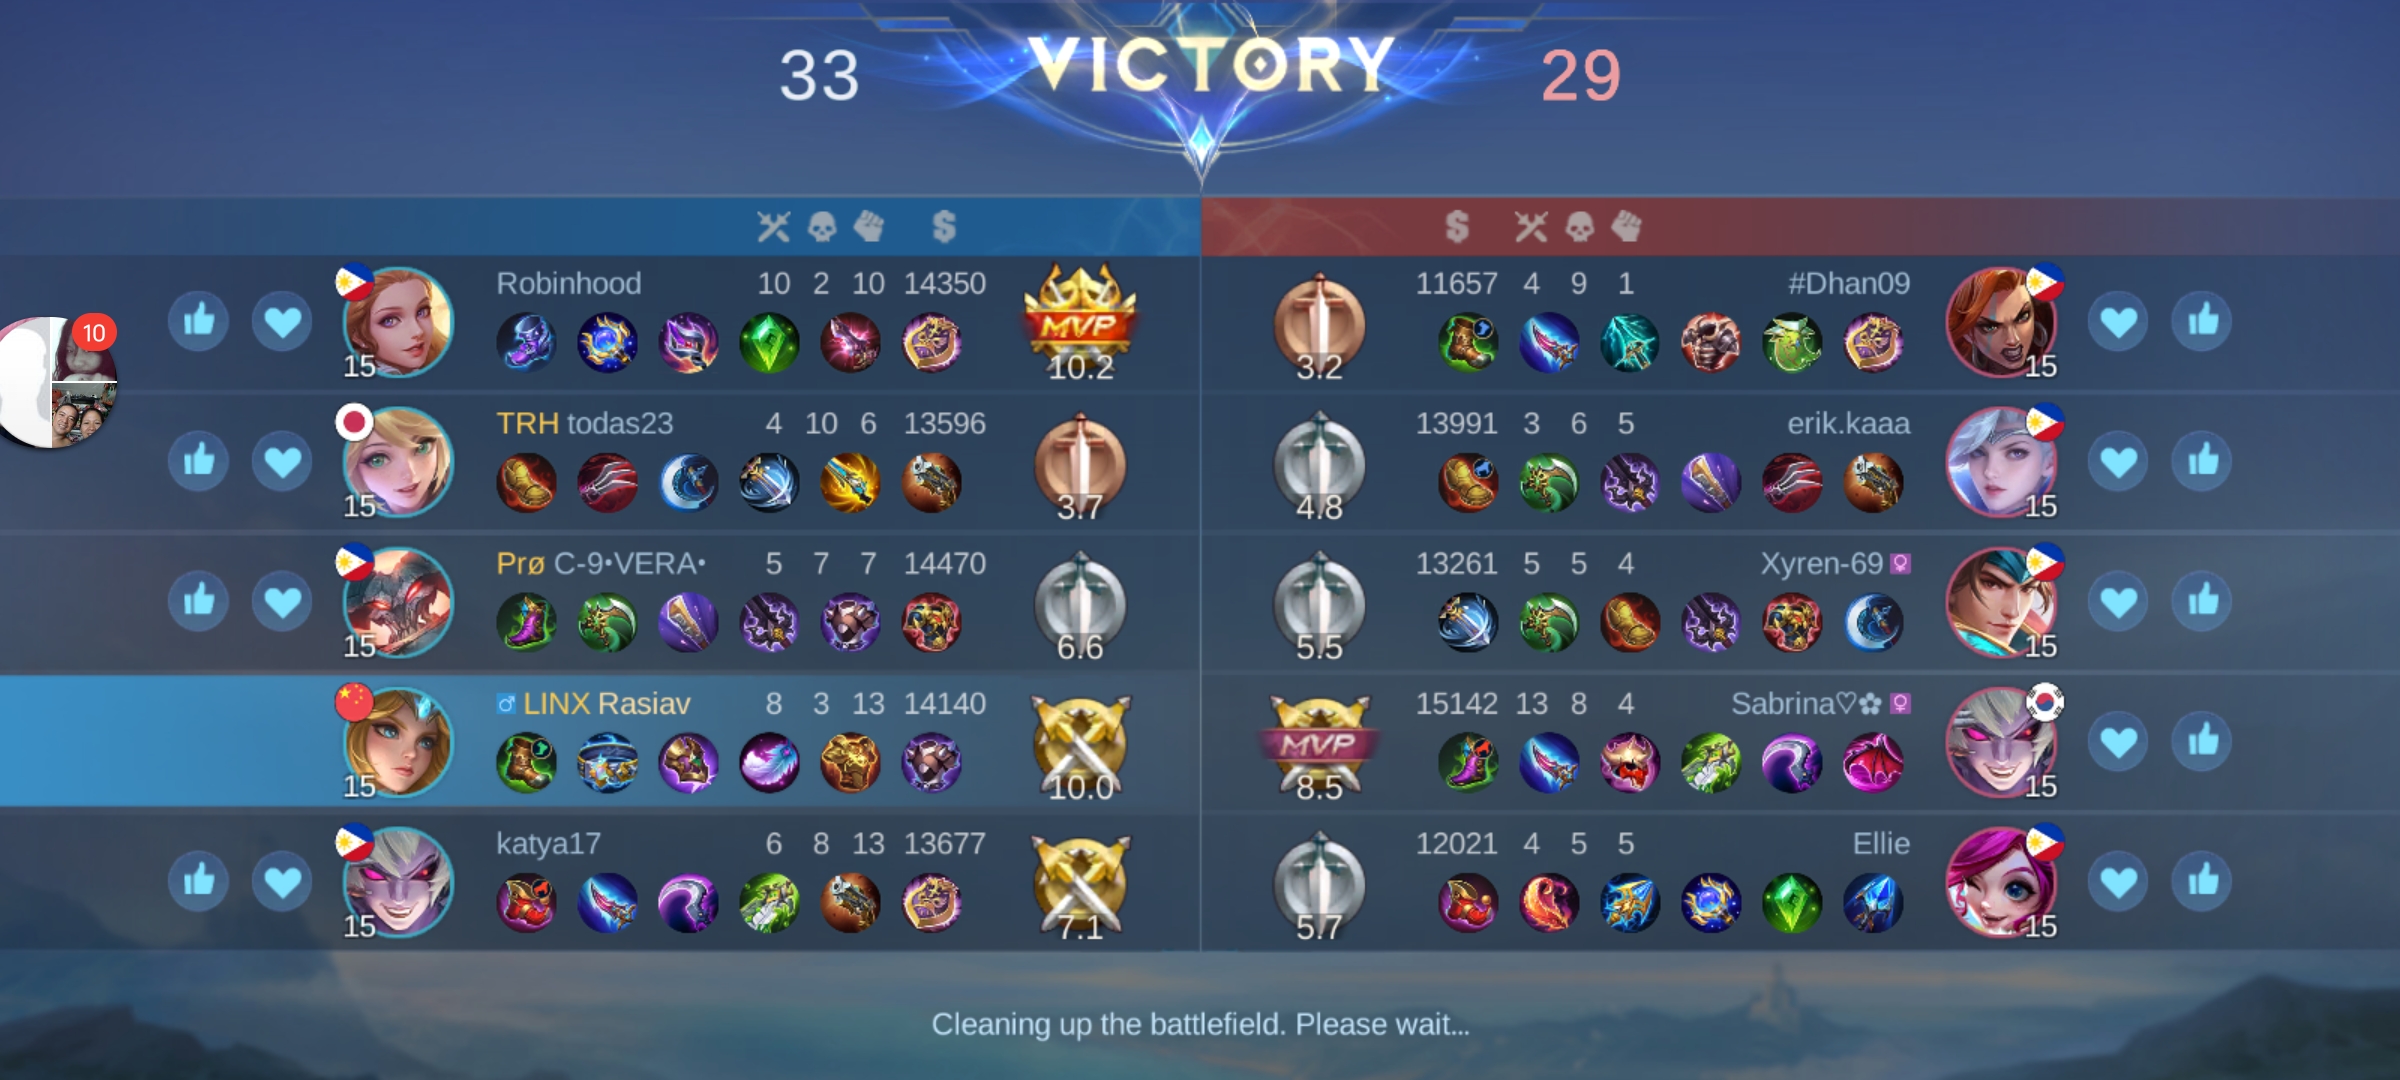 33 VICTORY 29
10
Robinhood 10 2 10 14350
15 MVP 10.2
11657 4 9 1 #Dhan09
3.2 15
TRH todas23 4 10 6 13596
15 3.7
13991 3 6 5 erik.kaaa
4.8 15
Prø C-9•VERA• 5 7 7 14470
15 6.6
13261 5 5 4 Xyren-69
5.5 15
LINX Rasiav 8 3 13 14140
15 10.0
15142 13 8 4 Sabrina♡✿
MVP 8.5 15
katya17 6 8 13 13677
15 7.1
12021 4 5 5 Ellie
5.7 15
Cleaning up the battlefield. Please wait...